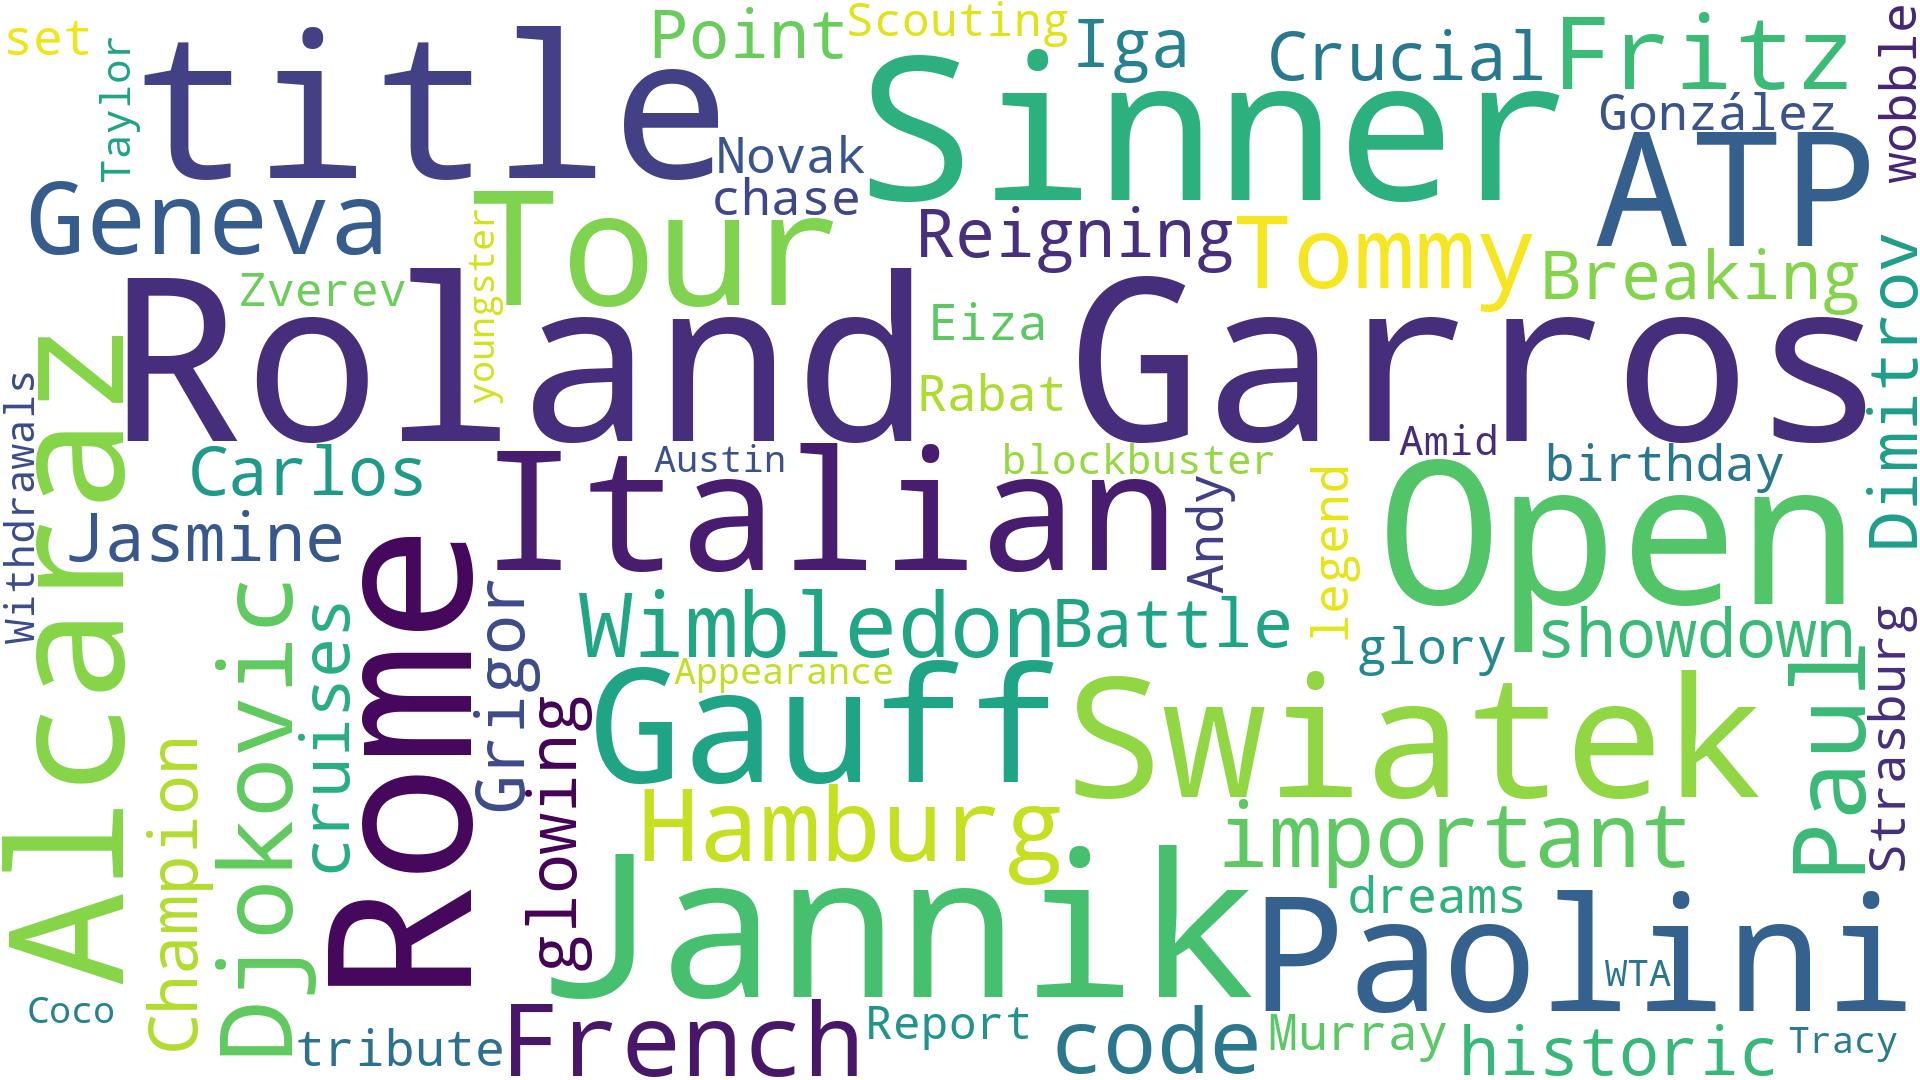 set
Taylor
title
Point
Scouting
Iga
Crucial
Fritz
wobble
Sinner
González
Novak
chase
ATP
Geneva
Tour
youngster
Reigning
Tommy
Breaking
Dimitrov
Zverev
Roland Garros
Eiza
Rabat
Alcaraz
Withdrawals
Carlos
Jasmine
Italian
Austin
blockbuster
Amid
Andy
legend
Open
birthday
Rome
Djokovic
cruises
Grigor
glowing
Wimbledon
Battle
glory
showdown
Strasburg
Appearance
Gauff
Swiatek
Paul
Champion
Hamburg
important
Jannik
dreams
Paolini
WTA
Coco
tribute
French
Report
code
Murray
historic
Tracy